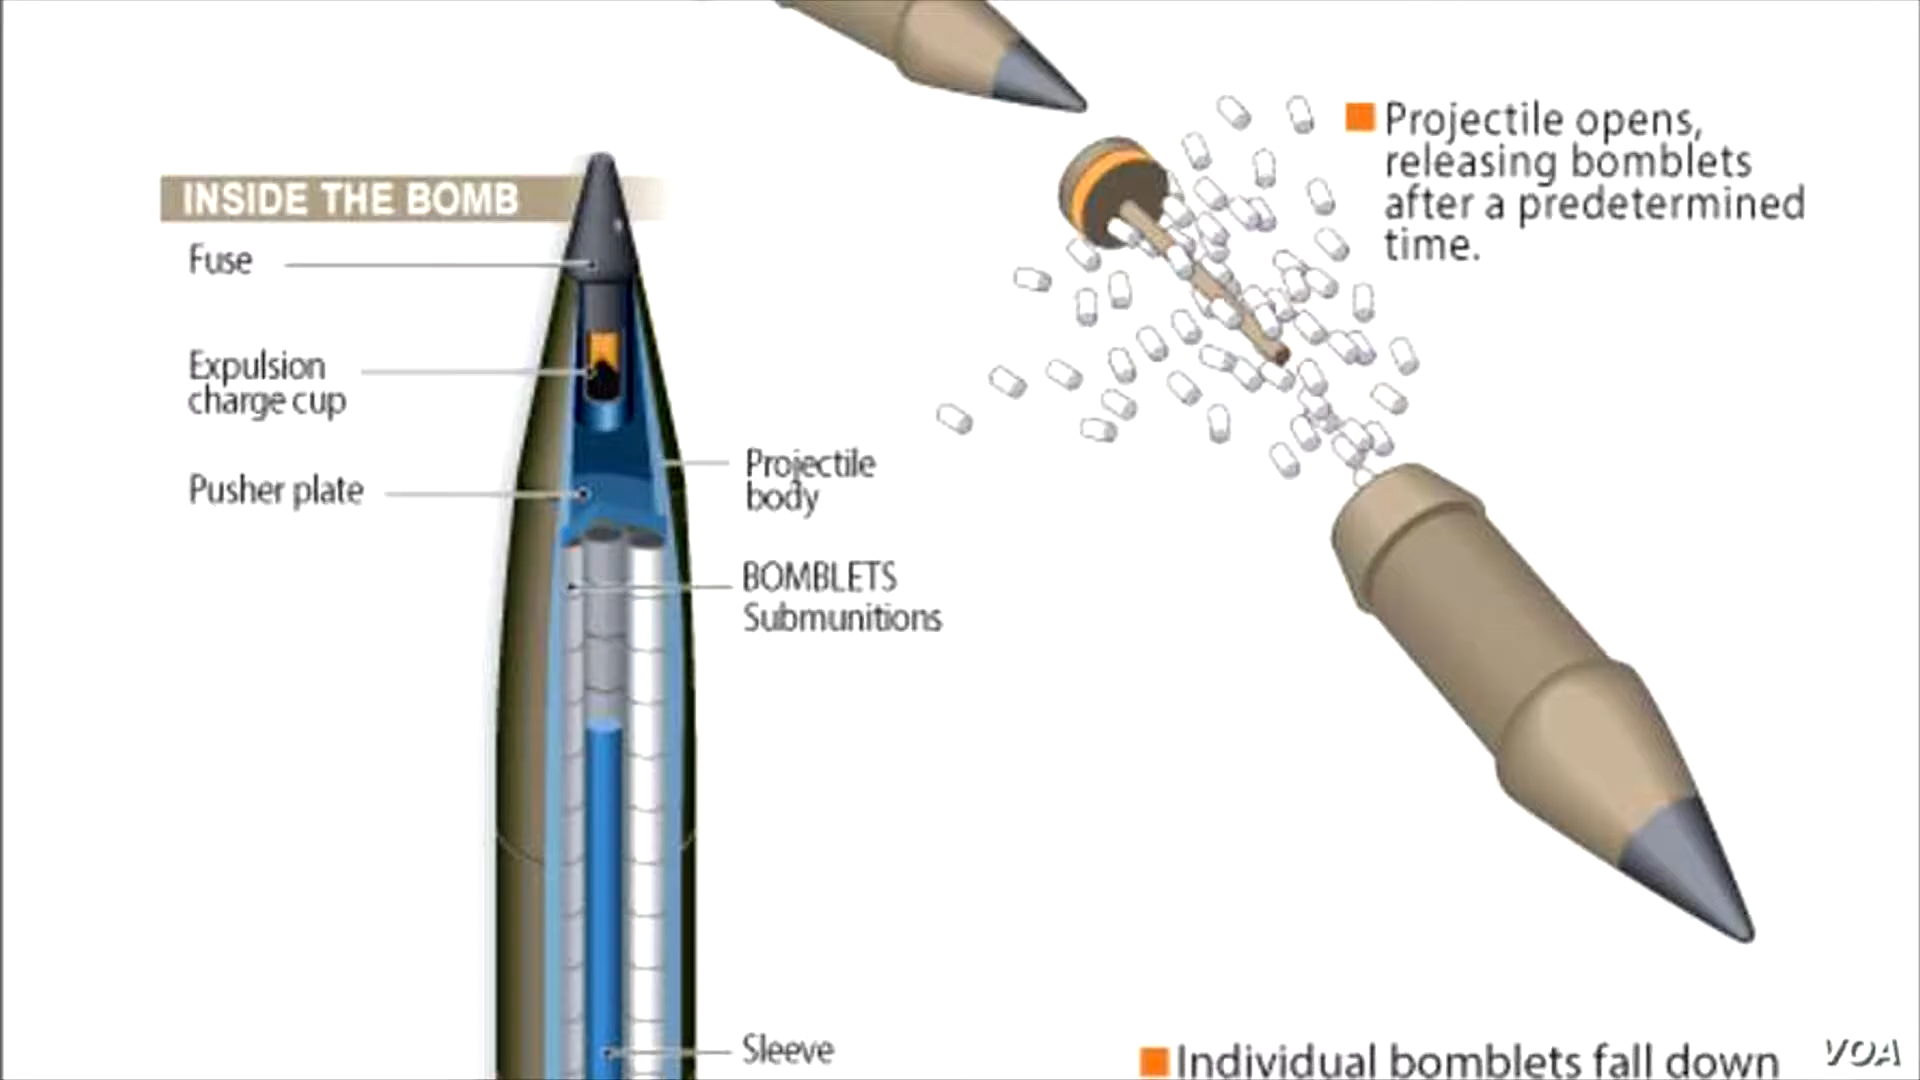 INSIDE THE BOMB
Fuse
Expulsion
charge cup
Pusher plate
Projectile
body
BOMBLETS
Submunitions
Sleeve
Projectile opens,
releasing bomblets
after a predetermined
time.
Individual bomblets fall down
VOA